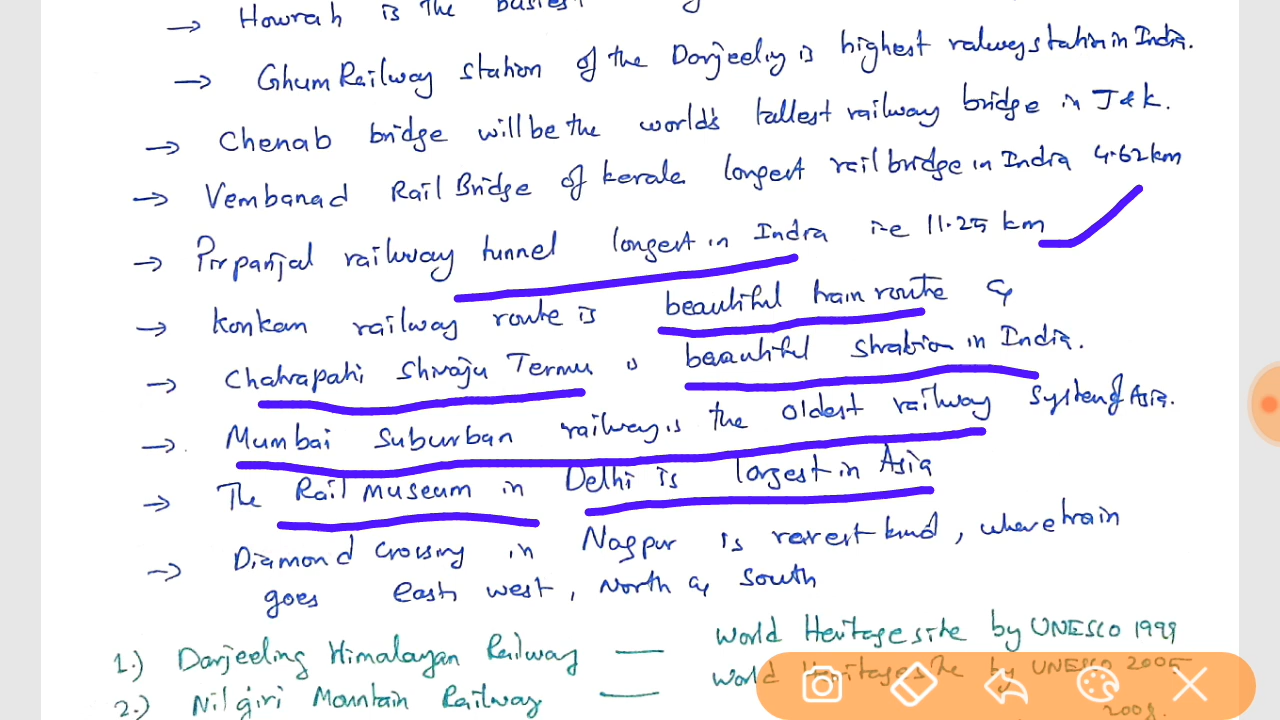 → Howrah is the busiest
→ Ghum Railway station of the Darjeeling is highest railway station in India.
→ Chenab bridge will be the world's tallest railway bridge in J & K.
→ Vembanad Rail Bridge of Kerala longest rail bridge in India 4.62 km
→ Pirpanjal railway tunnel longest in India i.e 11.25 km
→ Konkan railway route is beautiful train route &
→ Chatrapati Shivaju Termu is beautiful station in India.
→ Mumbai Suburban railway is the oldest railway system of Asia.
→ The Rail museum in Delhi is largest in Asia
→ Diamond crossing in Nagpur is rarest kind, where train
goes east, west, North & South
1.) Darjeeling Himalayan Railway — World Heritage site by UNESCO 1999
2.) Nilgiri Mountain Railway — World Heritage site by UNESCO 2005
2008.